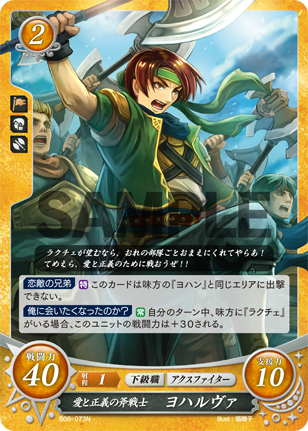 2
SAMPLE
ラクチェが望むなら、おれの部隊ごとおまえにくれてやらあ！
てめえら、愛と正義のために戦おうぜ!!
恋敵の兄弟 特 このカードは味方の『ヨハン』と同じエリアに出撃
できない。
俺に会いたくなったのか? 常 自分のターン中、味方に『ラクチェ』
がいる場合、このユニットの戦闘力は+30される。
戦闘力
40
射程 1
下級職
アクスファイター
支援力
10
愛と正義の斧戦士 ヨハルヴァ
B08-073N